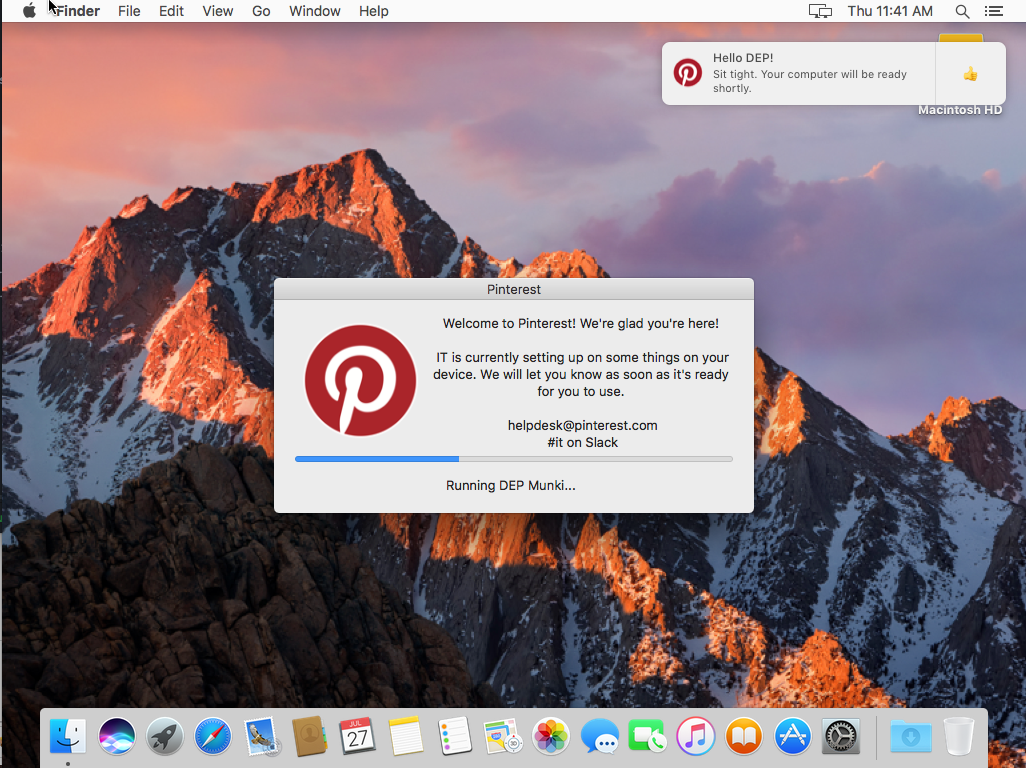 Finder File Edit View Go Window Help Thu 11:41 AM
Hello DEP!
Sit tight. Your computer will be ready
shortly.
Macintosh HD
Pinterest
Welcome to Pinterest! We're glad you're here!
IT is currently setting up on some things on your
device. We will let you know as soon as it's ready
for you to use.
helpdesk@pinterest.com
#it on Slack
Running DEP Munki...
JUL
27